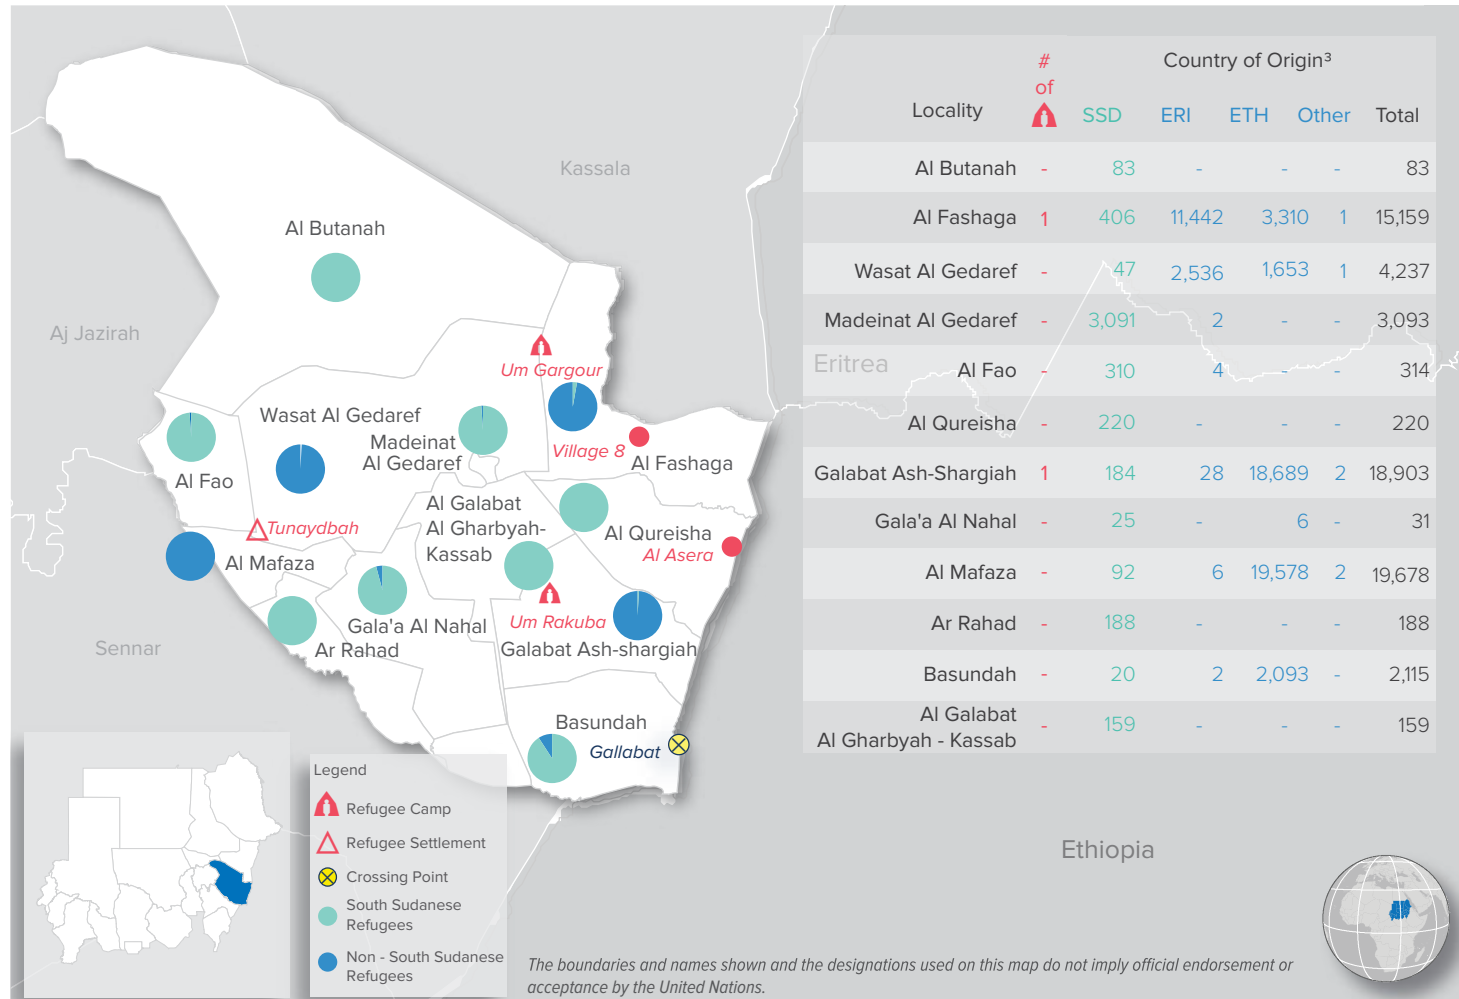 Kassala
Al Butanah
Aj Jazirah
Um Gargour
Wasat Al Gedaref
Madeinat
Al Gedaref
Village 8
Al Fashaga
Al Fao
Al Galabat
Al Gharbyah-
Kassab
Al Qureisha
Tunaydbah
Al Asera
Al Mafaza
Um Rakuba
Gala'a Al Nahal
Galabat Ash-shargiah
Ar Rahad
Sennar
Basundah
Gallabat
Eritrea
Ethiopia
# of Country of Origin³
Locality SSD ERI ETH Other Total
Al Butanah - 83 - - - 83
Al Fashaga 1 406 11,442 3,310 1 15,159
Wasat Al Gedaref - 47 2,536 1,653 1 4,237
Madeinat Al Gedaref - 3,091 2 - - 3,093
Al Fao - 310 4 - - 314
Al Qureisha - 220 - - - 220
Galabat Ash-Shargiah 1 184 28 18,689 2 18,903
Gala'a Al Nahal - 25 - 6 - 31
Al Mafaza - 92 6 19,578 2 19,678
Ar Rahad - 188 - - - 188
Basundah - 20 2 2,093 - 2,115
Al Galabat
Al Gharbyah - Kassab - 159 - - - 159
Legend
Refugee Camp
Refugee Settlement
Crossing Point
South Sudanese
Refugees
Non - South Sudanese
Refugees
The boundaries and names shown and the designations used on this map do not imply official endorsement or
acceptance by the United Nations.